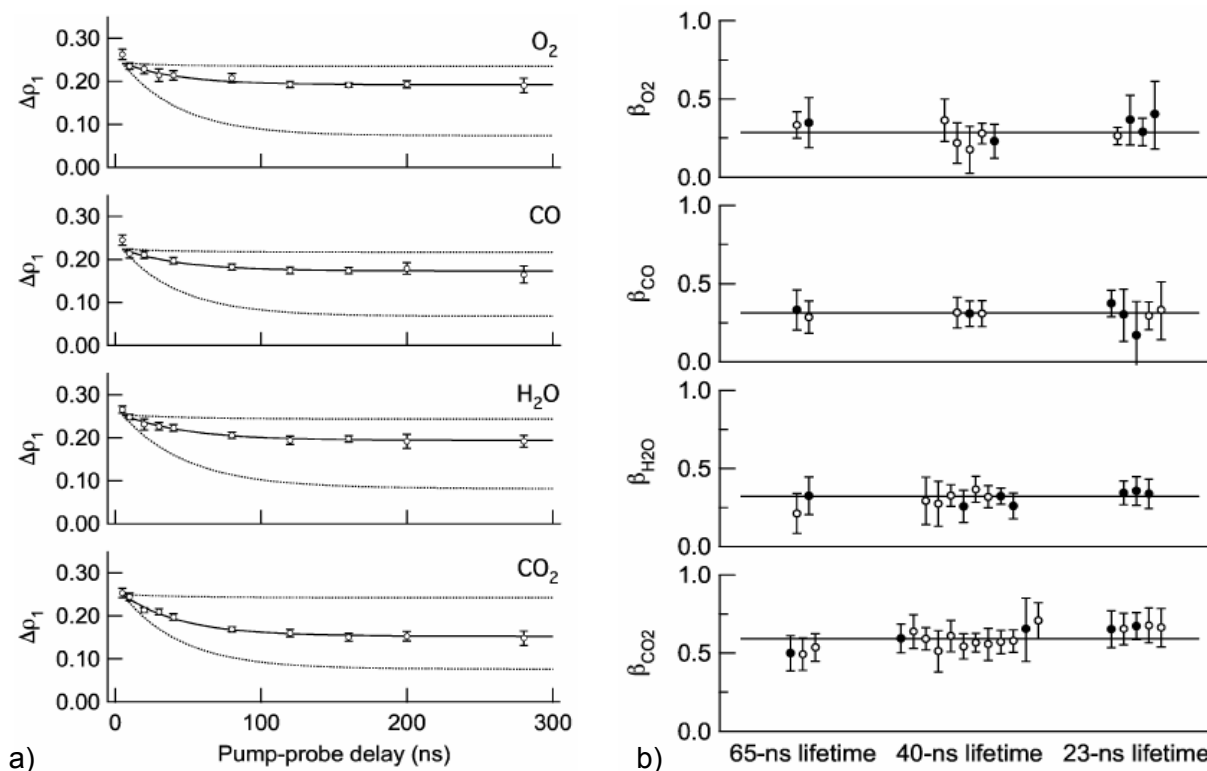 0.30
0.20
0.10
0.00
Δρ₁
O₂
0.30
0.20
0.10
0.00
Δρ₁
CO
0.30
0.20
0.10
0.00
Δρ₁
H₂O
0.30
0.20
0.10
0.00
Δρ₁
CO₂
0 100 200 300
Pump-probe delay (ns)
a)
1.0
0.5
0.0
β_O2
1.0
0.5
0.0
β_CO
1.0
0.5
0.0
β_H2O
1.0
0.5
0.0
β_CO2
65-ns lifetime 40-ns lifetime 23-ns lifetime
b)